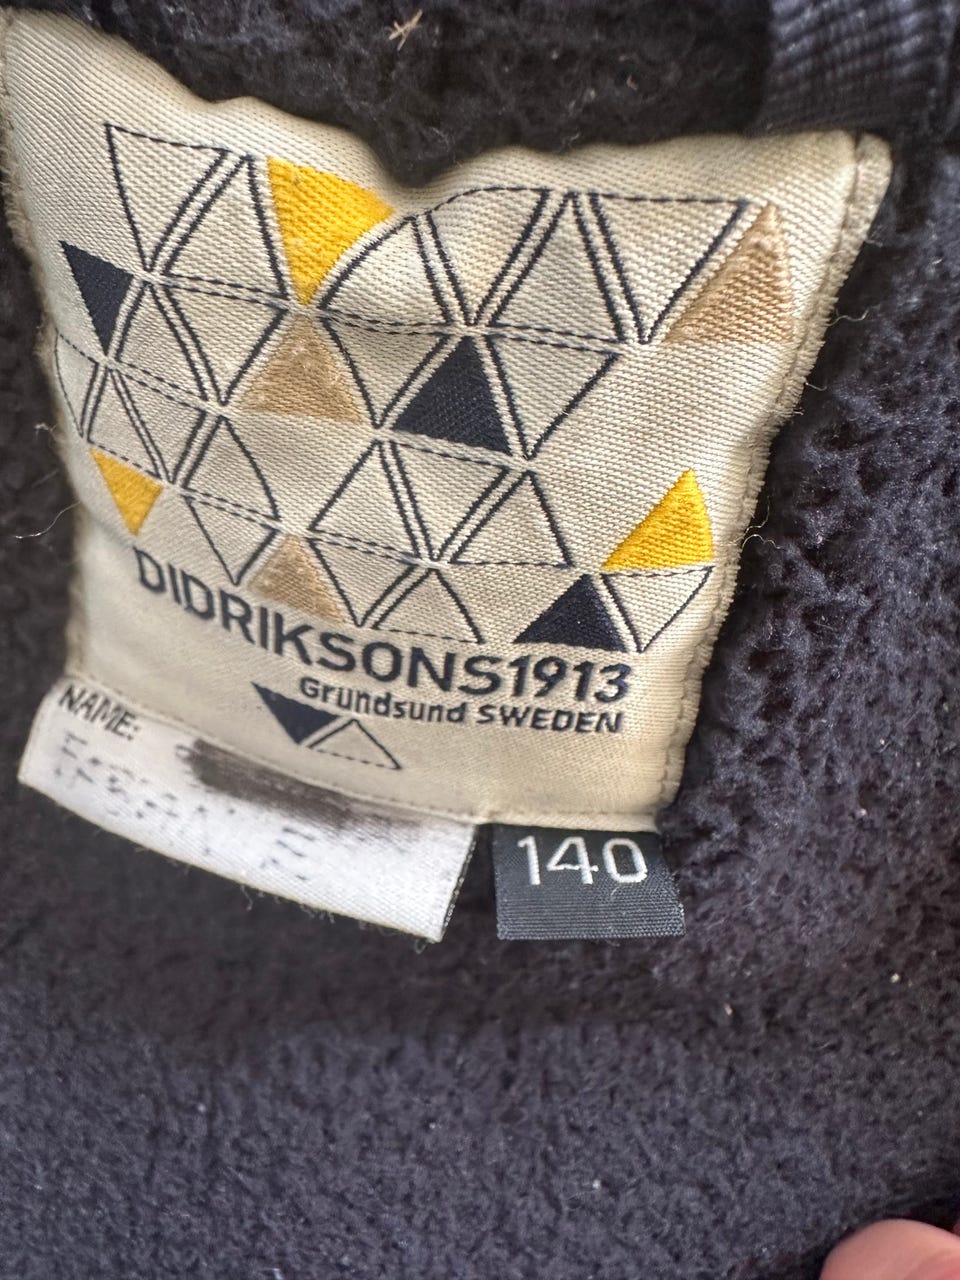 DIDRIKSONS1913
Grundsund SWEDEN
NAME:
140